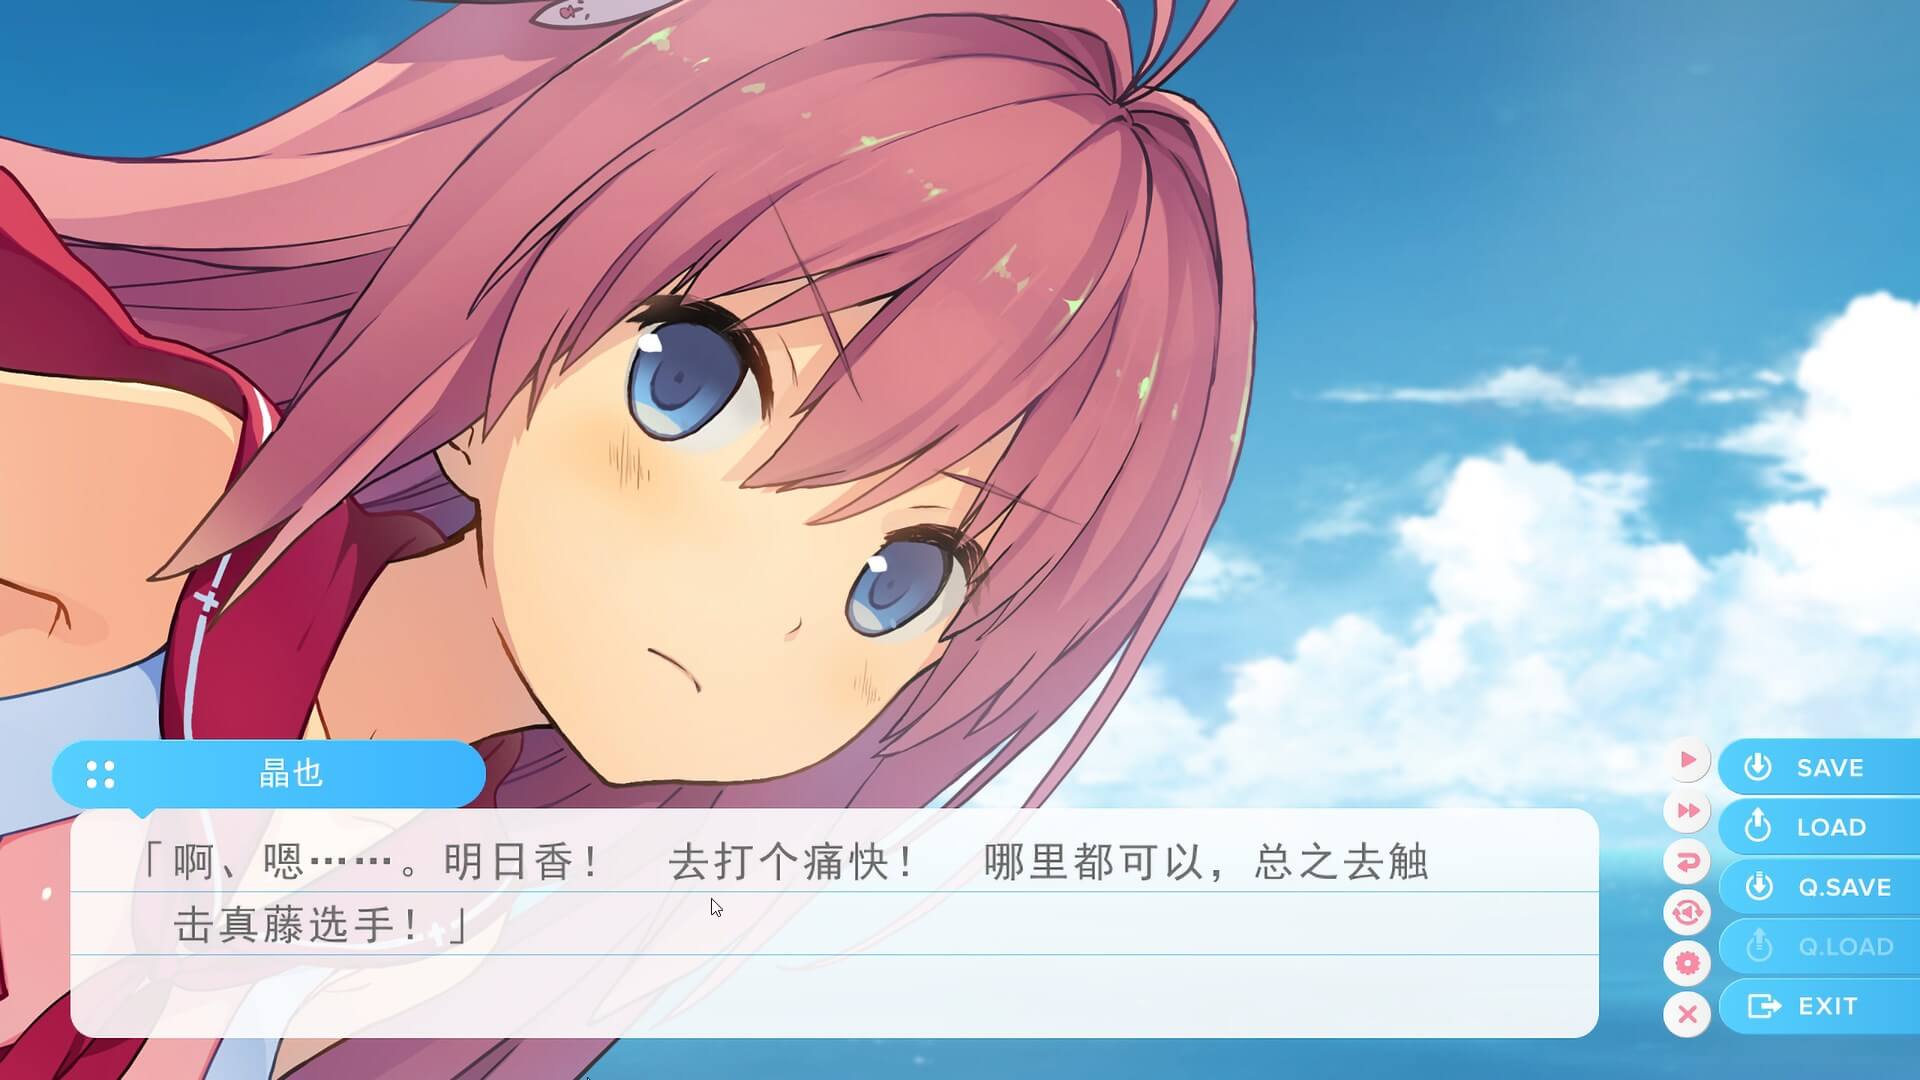 晶也
「啊、嗯……。明日香！　去打个痛快！　哪里都可以，总之去触
击真藤选手！」
SAVE
LOAD
Q.SAVE
Q.LOAD
EXIT